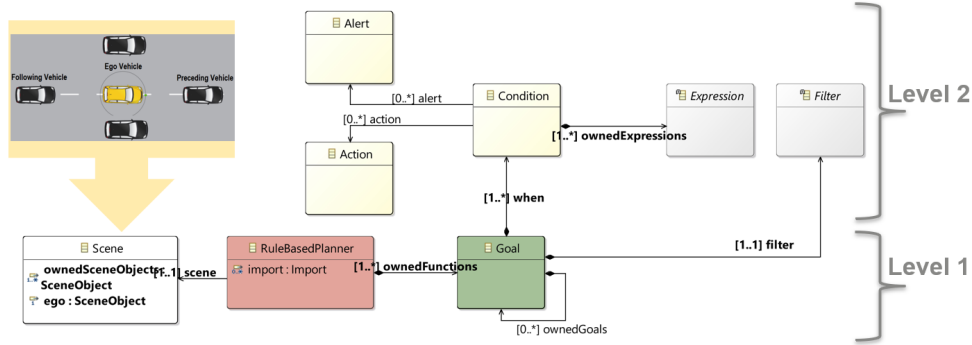 Alert
Ego Vehicle
Following Vehicle
Preceding Vehicle
[0..*] alert
Condition
Expression
Filter
Level 2
[0..*] action
[1..*] ownedExpressions
Action
[1..*] when
Scene
RuleBasedPlanner
Goal
[1..1] filter
ownedSceneObjects :
SceneObject
ego : SceneObject
[1..1] scene
import : Import
[1..*] ownedFunctions
Level 1
[0..*] ownedGoals